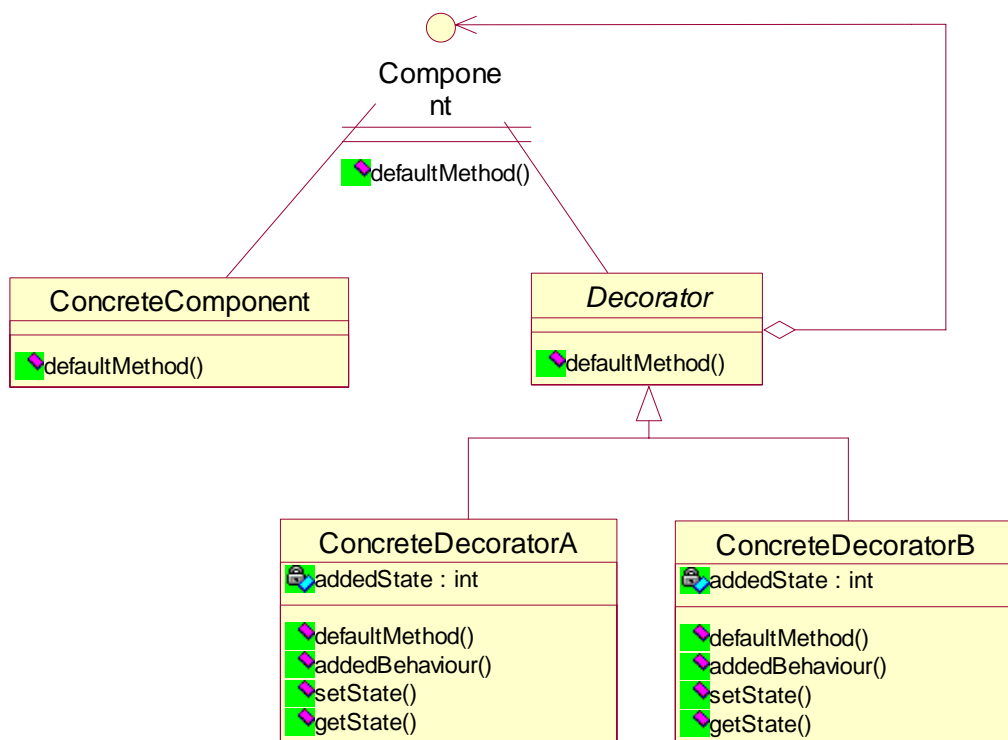 Compone
nt
defaultMethod()
ConcreteComponent
defaultMethod()
Decorator
defaultMethod()
ConcreteDecoratorA
addedState : int
defaultMethod()
addedBehaviour()
setState()
getState()
ConcreteDecoratorB
addedState : int
defaultMethod()
addedBehaviour()
setState()
getState()